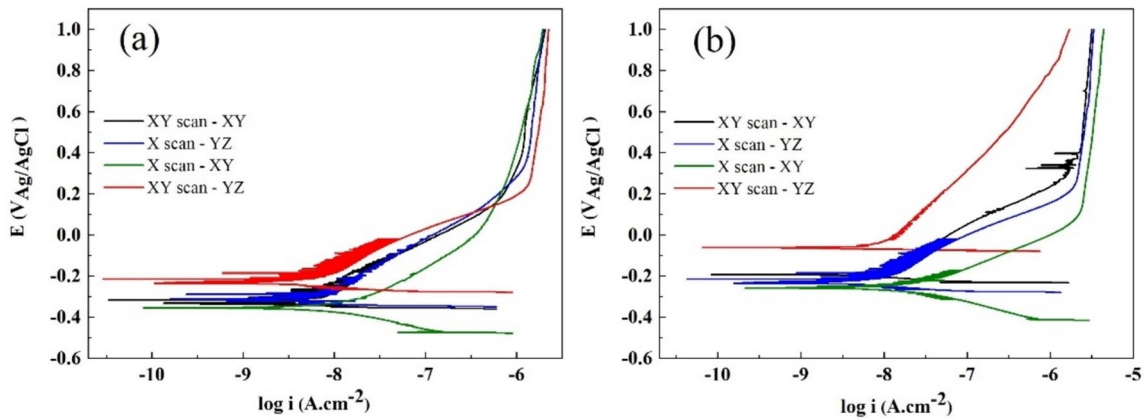 (a)
1.0
0.8
0.6
0.4
0.2
0.0
-0.2
-0.4
-0.6
E (VAg/AgCl)
XY scan - XY
X scan - YZ
X scan - XY
XY scan - YZ
-10 -9 -8 -7 -6
log i (A.cm-2)
(b)
1.0
0.8
0.6
0.4
0.2
0.0
-0.2
-0.4
-0.6
E (VAg/AgCl)
XY scan - XY
X scan - YZ
X scan - XY
XY scan - YZ
-10 -9 -8 -7 -6 -5
log i (A.cm-2)